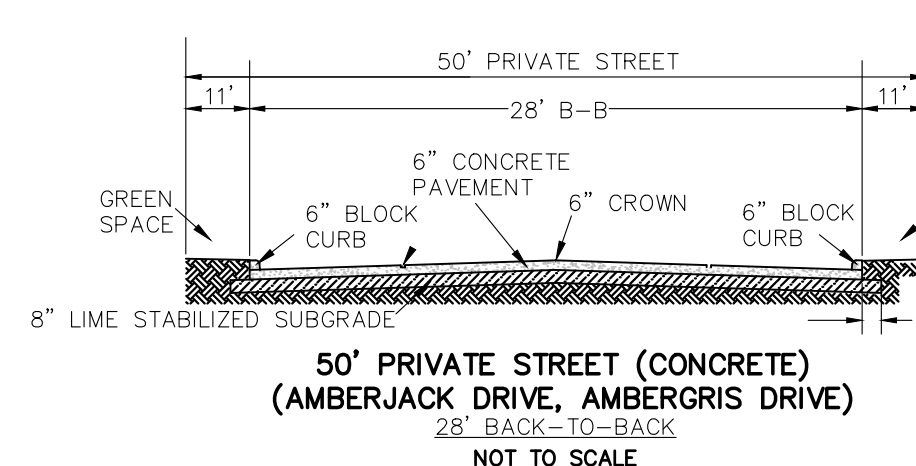 50' PRIVATE STREET
11'
28' B-B
11'
6" CONCRETE
PAVEMENT
GREEN
SPACE
6" BLOCK
CURB
6" CROWN
6" BLOCK
CURB
8" LIME STABILIZED SUBGRADE
50' PRIVATE STREET (CONCRETE)
(AMBERJACK DRIVE, AMBERGRIS DRIVE)
28' BACK-TO-BACK
NOT TO SCALE